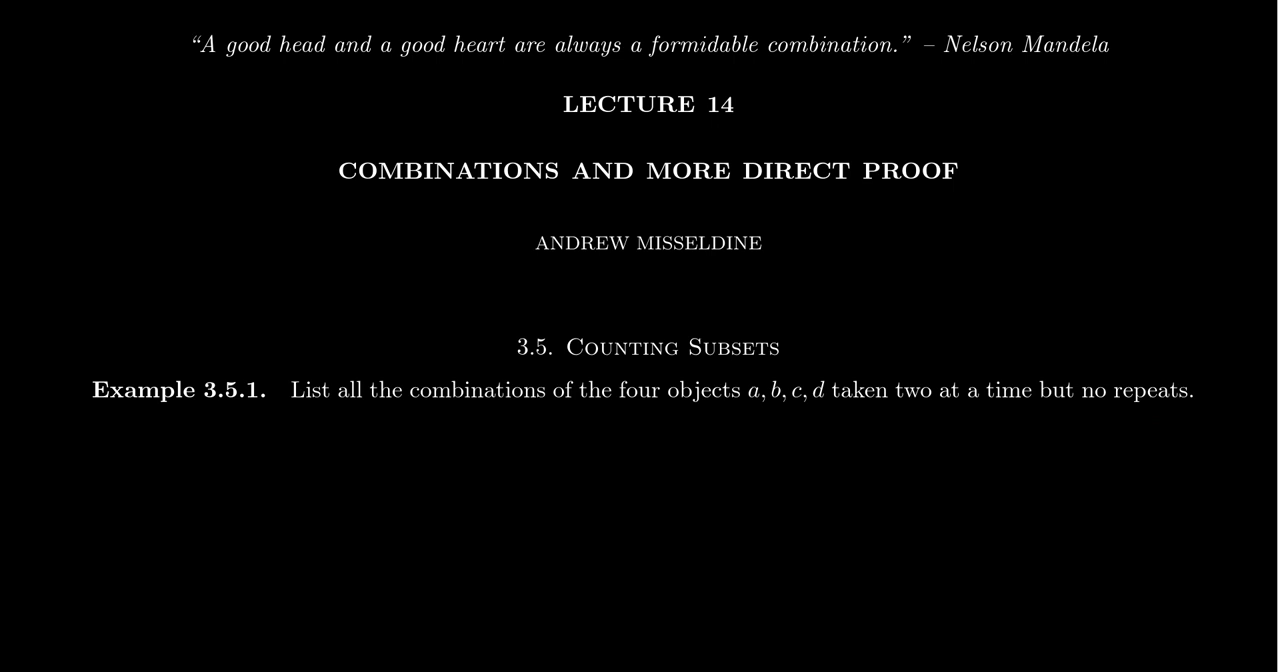 “A good head and a good heart are always a formidable combination.” – Nelson Mandela
LECTURE 14
COMBINATIONS AND MORE DIRECT PROOF
ANDREW MISSELDINE
3.5. Counting Subsets
Example 3.5.1. List all the combinations of the four objects a, b, c, d taken two at a time but no repeats.